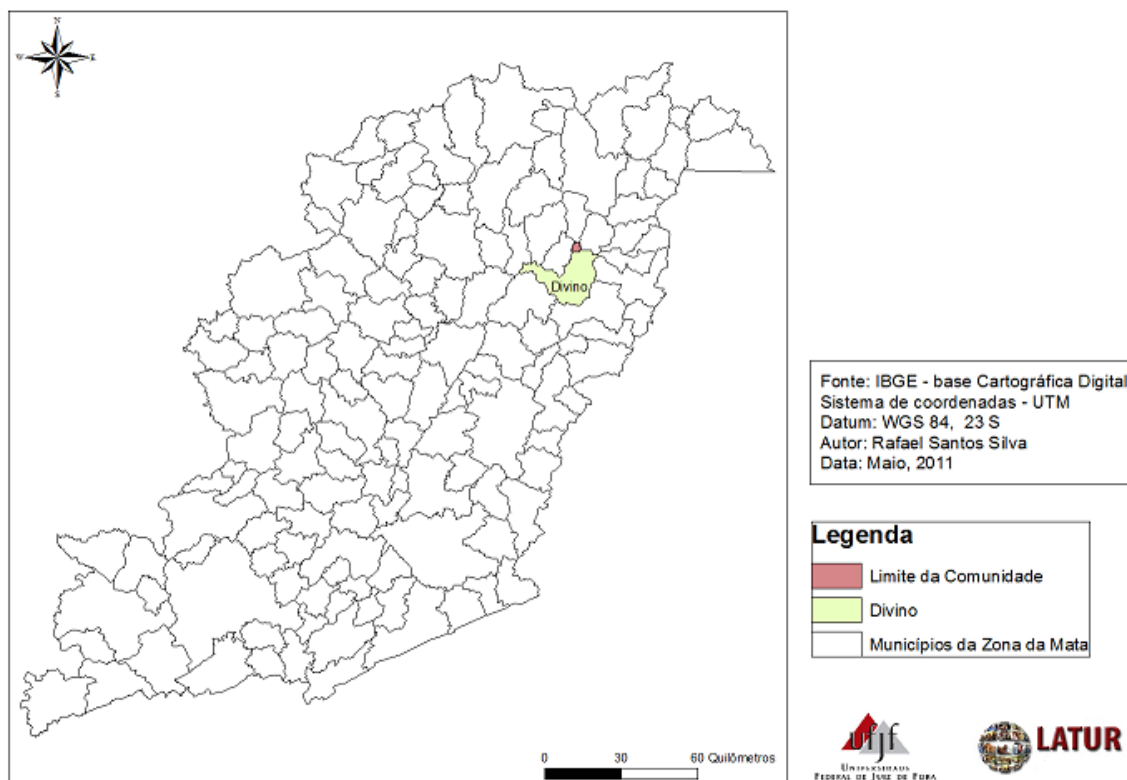 N
W E
S
Divino
0 30 60 Quilômetros
Fonte: IBGE - base Cartográfica Digital
Sistema de coordenadas - UTM
Datum: WGS 84, 23 S
Autor: Rafael Santos Silva
Data: Maio, 2011
Legenda
Limite da Comunidade
Divino
Municípios da Zona da Mata
ufjf
UNIVERSIDADE
FEDERAL DE JUIZ DE FORA
LATUR